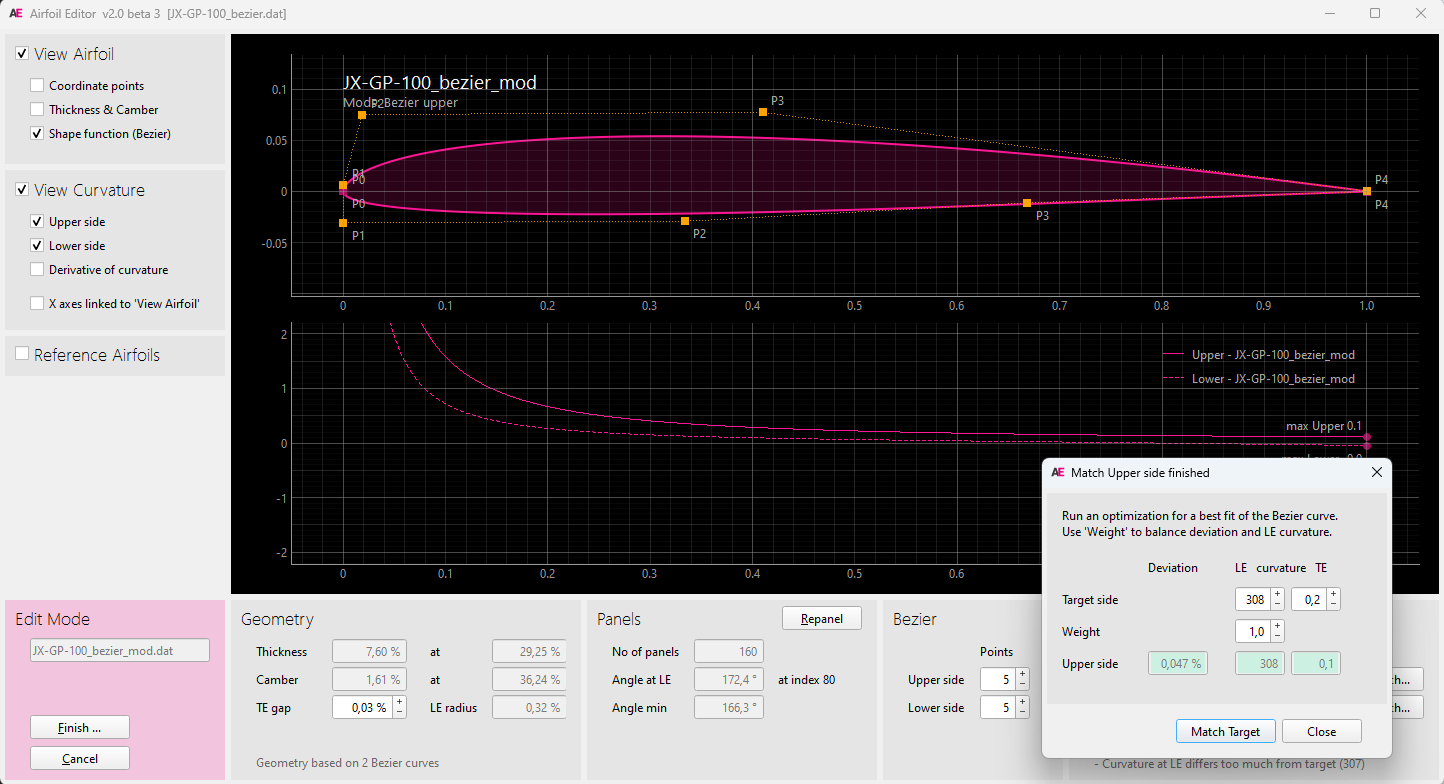 AE Airfoil Editor v2.0 beta 3 [JX-GP-100_bezier.dat]
View Airfoil
Coordinate points
Thickness & Camber
Shape function (Bezier)
View Curvature
Upper side
Lower side
Derivative of curvature
X axes linked to 'View Airfoil'
Reference Airfoils
JX-GP-100_bezier_mod
Mod Bezier upper
P2
P3
P1
P0
P0
P1
P2
P3
P4
P4
0.1
0.05
0
-0.05
0 0.1 0.2 0.3 0.4 0.5 0.6 0.7 0.8 0.9 1.0
2
1
0
-1
-2
Upper - JX-GP-100_bezier_mod
Lower - JX-GP-100_bezier_mod
max Upper 0.1
0 0.1 0.2 0.3 0.4 0.5 0.6
Edit Mode
JX-GP-100_bezier_mod.dat
Finish ...
Cancel
Geometry
Thickness 7,60 % at 29,25 %
Camber 1,61 % at 36,24 %
TE gap 0,03 % LE radius 0,32 %
Geometry based on 2 Bezier curves
Panels Repanel
No of panels 160
Angle at LE 172,4 ° at index 80
Angle min 166,3 °
Bezier
Points
Upper side 5
Lower side 5
- Curvature at LE differs too much from target (307)
AE Match Upper side finished
Run an optimization for a best fit of the Bezier curve.
Use 'Weight' to balance deviation and LE curvature.
Deviation LE curvature TE
Target side 308 0,2
Weight 1,0
Upper side 0,047 % 308 0,1
Match Target Close